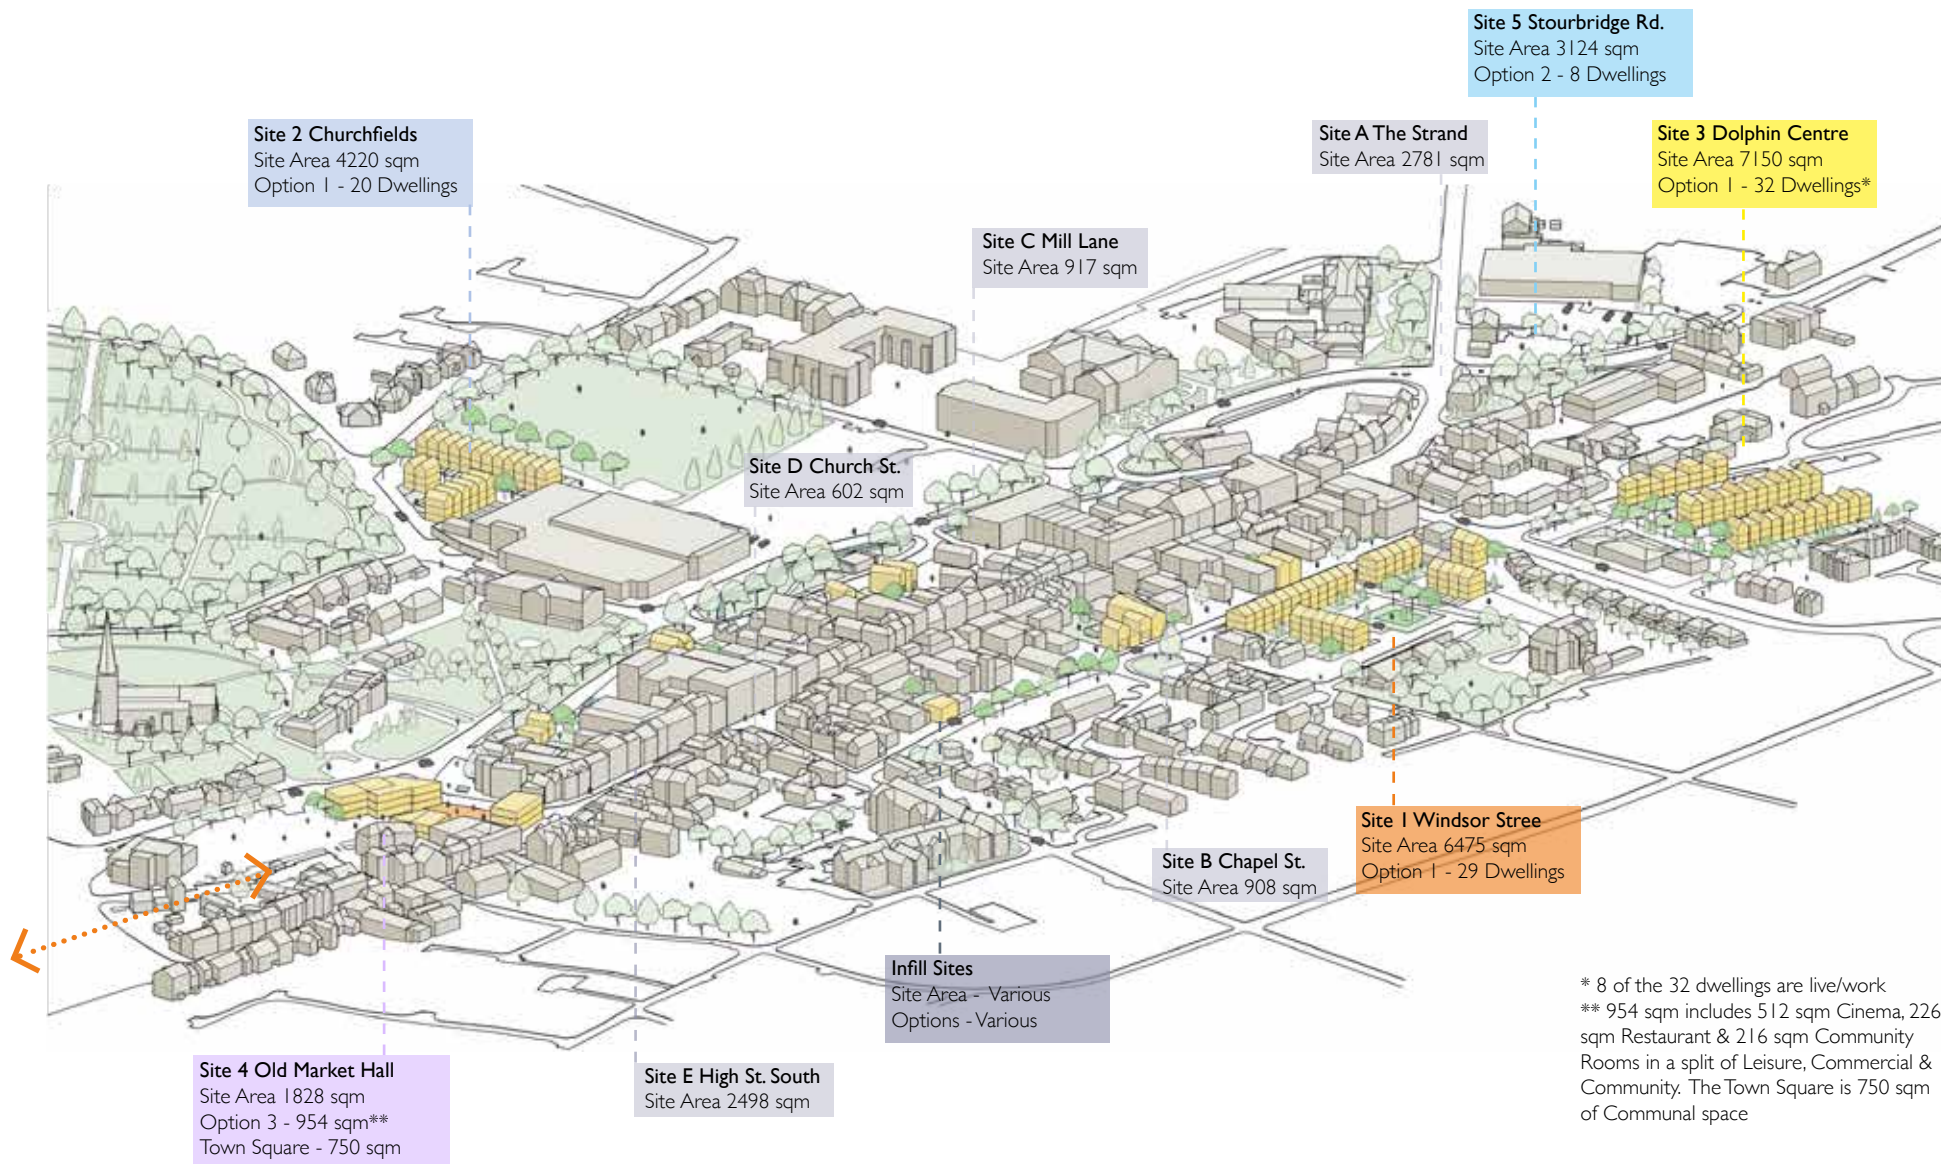 Site 5 Stourbridge Rd.
Site Area 3124 sqm
Option 2 - 8 Dwellings
Site 2 Churchfields
Site Area 4220 sqm
Option 1 - 20 Dwellings
Site A The Strand
Site Area 2781 sqm
Site 3 Dolphin Centre
Site Area 7150 sqm
Option 1 - 32 Dwellings*
Site C Mill Lane
Site Area 917 sqm
Site D Church St.
Site Area 602 sqm
Site 1 Windsor Stree
Site Area 6475 sqm
Option 1 - 29 Dwellings
Site B Chapel St.
Site Area 908 sqm
Infill Sites
Site Area - Various
Options - Various
Site 4 Old Market Hall
Site Area 1828 sqm
Option 3 - 954 sqm**
Town Square - 750 sqm
Site E High St. South
Site Area 2498 sqm
* 8 of the 32 dwellings are live/work
** 954 sqm includes 512 sqm Cinema, 226
sqm Restaurant & 216 sqm Community
Rooms in a split of Leisure, Commercial &
Community. The Town Square is 750 sqm
of Communal space